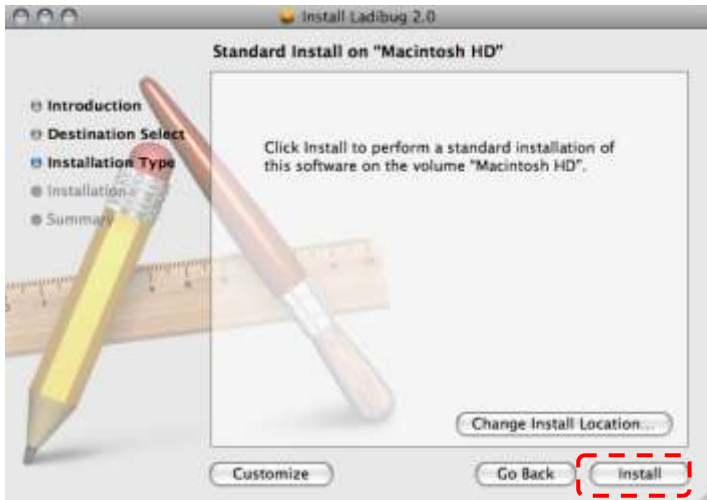 Install Ladibug 2.0
Standard Install on "Macintosh HD"
Introduction
Destination Select
Installation Type
Installation
Summary
Click Install to perform a standard installation of
this software on the volume "Macintosh HD".
Change Install Location...
Customize
Go Back
Install